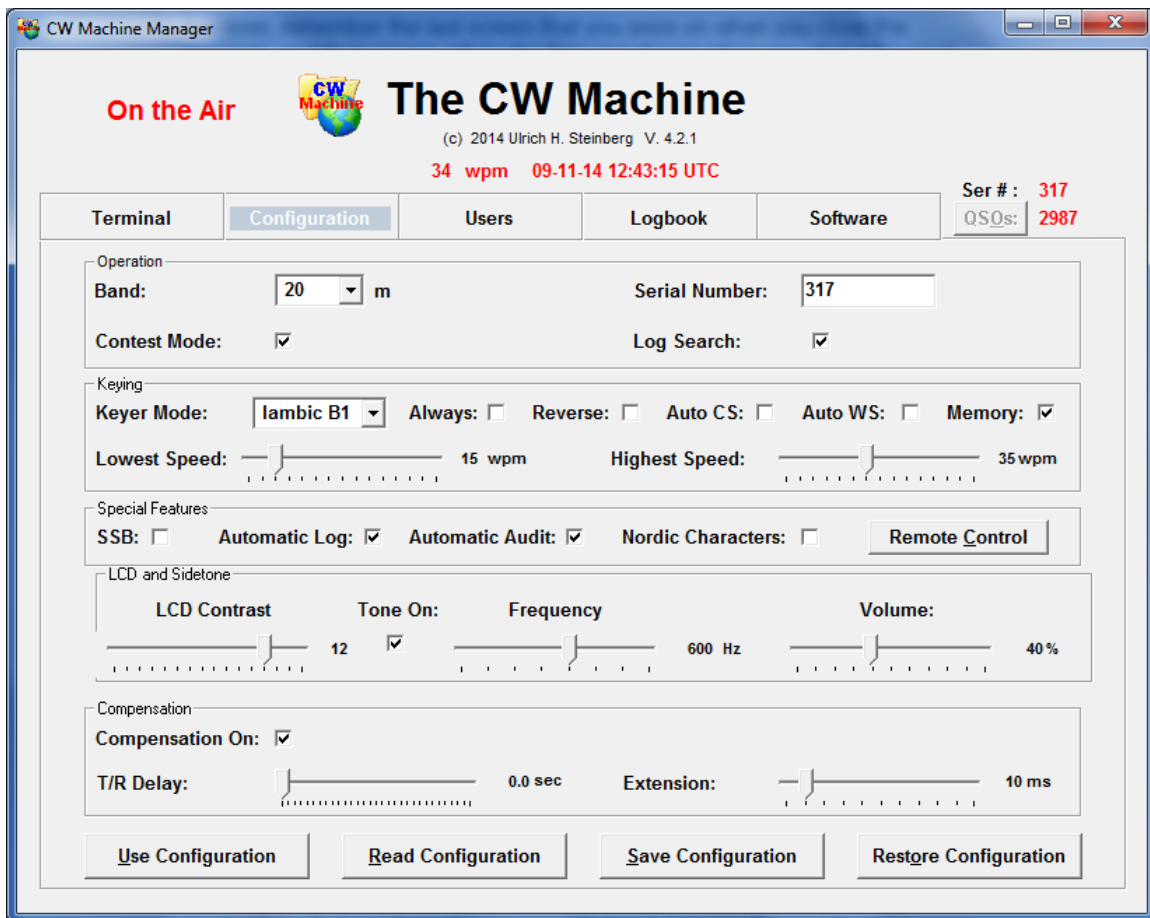 CW Machine Manager
On the Air
CW Machine
The CW Machine
(c) 2014 Ulrich H. Steinberg V. 4.2.1
34 wpm 09-11-14 12:43:15 UTC
Ser # : 317
Terminal Configuration Users Logbook Software QSOs: 2987
Operation
Band: 20 m Serial Number: 317
Contest Mode: Log Search:
Keying
Keyer Mode: Iambic B1 Always: Reverse: Auto CS: Auto WS: Memory:
Lowest Speed: 15 wpm Highest Speed: 35 wpm
Special Features
SSB: Automatic Log: Automatic Audit: Nordic Characters: Remote Control
LCD and Sidetone
LCD Contrast Tone On: Frequency Volume:
12 600 Hz 40 %
Compensation
Compensation On:
T/R Delay: 0.0 sec Extension: 10 ms
Use Configuration Read Configuration Save Configuration Restore Configuration